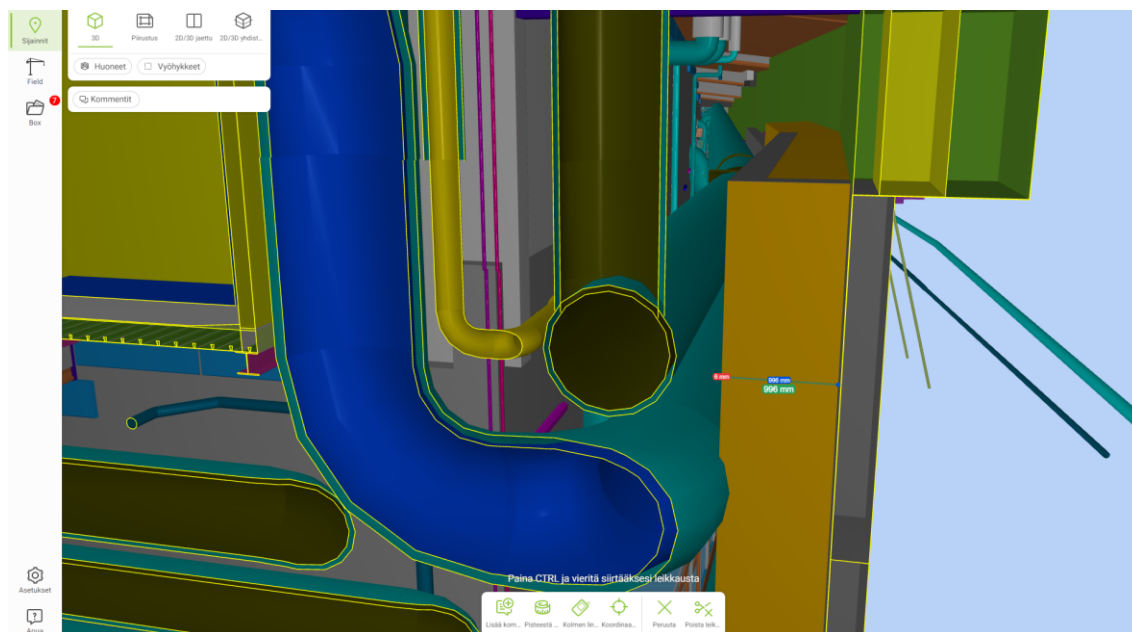 Sijainnit
Field
Box
7
3D
Piirustus
2D/3D jaettu
2D/3D yhdist...
Huoneet
Vyöhykkeet
Kommentit
6 mm
996 mm
996 mm
Paina CTRL ja vieritä siirtääksesi leikkausta
Lisää kom...
Pisteestä ...
Kolmen lin...
Koordinaa...
Peruuta
Poista leik...
Asetukset
Apua